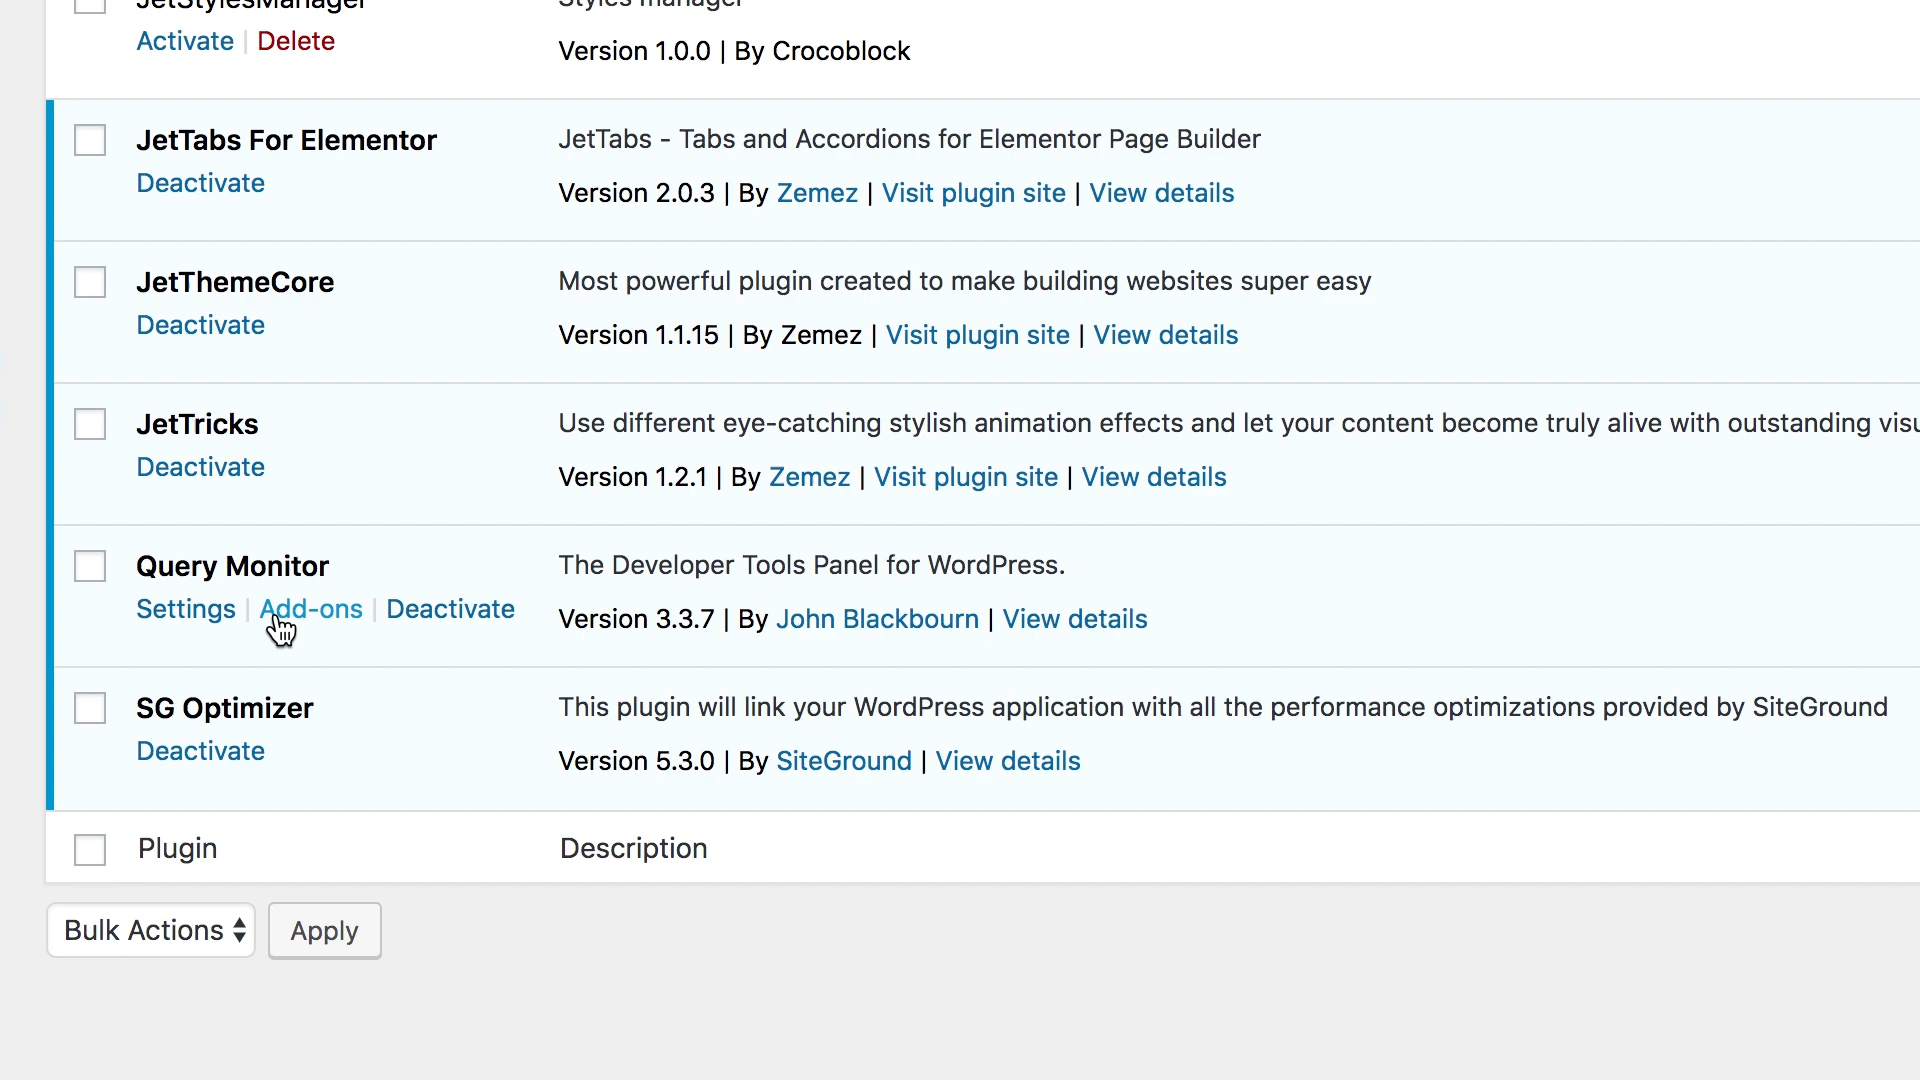 JetStylesManager
Styles manager
Activate | Delete
Version 1.0.0 | By Crocoblock
JetTabs For Elementor
JetTabs - Tabs and Accordions for Elementor Page Builder
Deactivate
Version 2.0.3 | By Zemez | Visit plugin site | View details
JetThemeCore
Most powerful plugin created to make building websites super easy
Deactivate
Version 1.1.15 | By Zemez | Visit plugin site | View details
JetTricks
Use different eye-catching stylish animation effects and let your content become truly alive with outstanding visu
Deactivate
Version 1.2.1 | By Zemez | Visit plugin site | View details
Query Monitor
The Developer Tools Panel for WordPress.
Settings | Add-ons | Deactivate
Version 3.3.7 | By John Blackbourn | View details
SG Optimizer
This plugin will link your WordPress application with all the performance optimizations provided by SiteGround
Deactivate
Version 5.3.0 | By SiteGround | View details
Plugin
Description
Bulk Actions
Apply